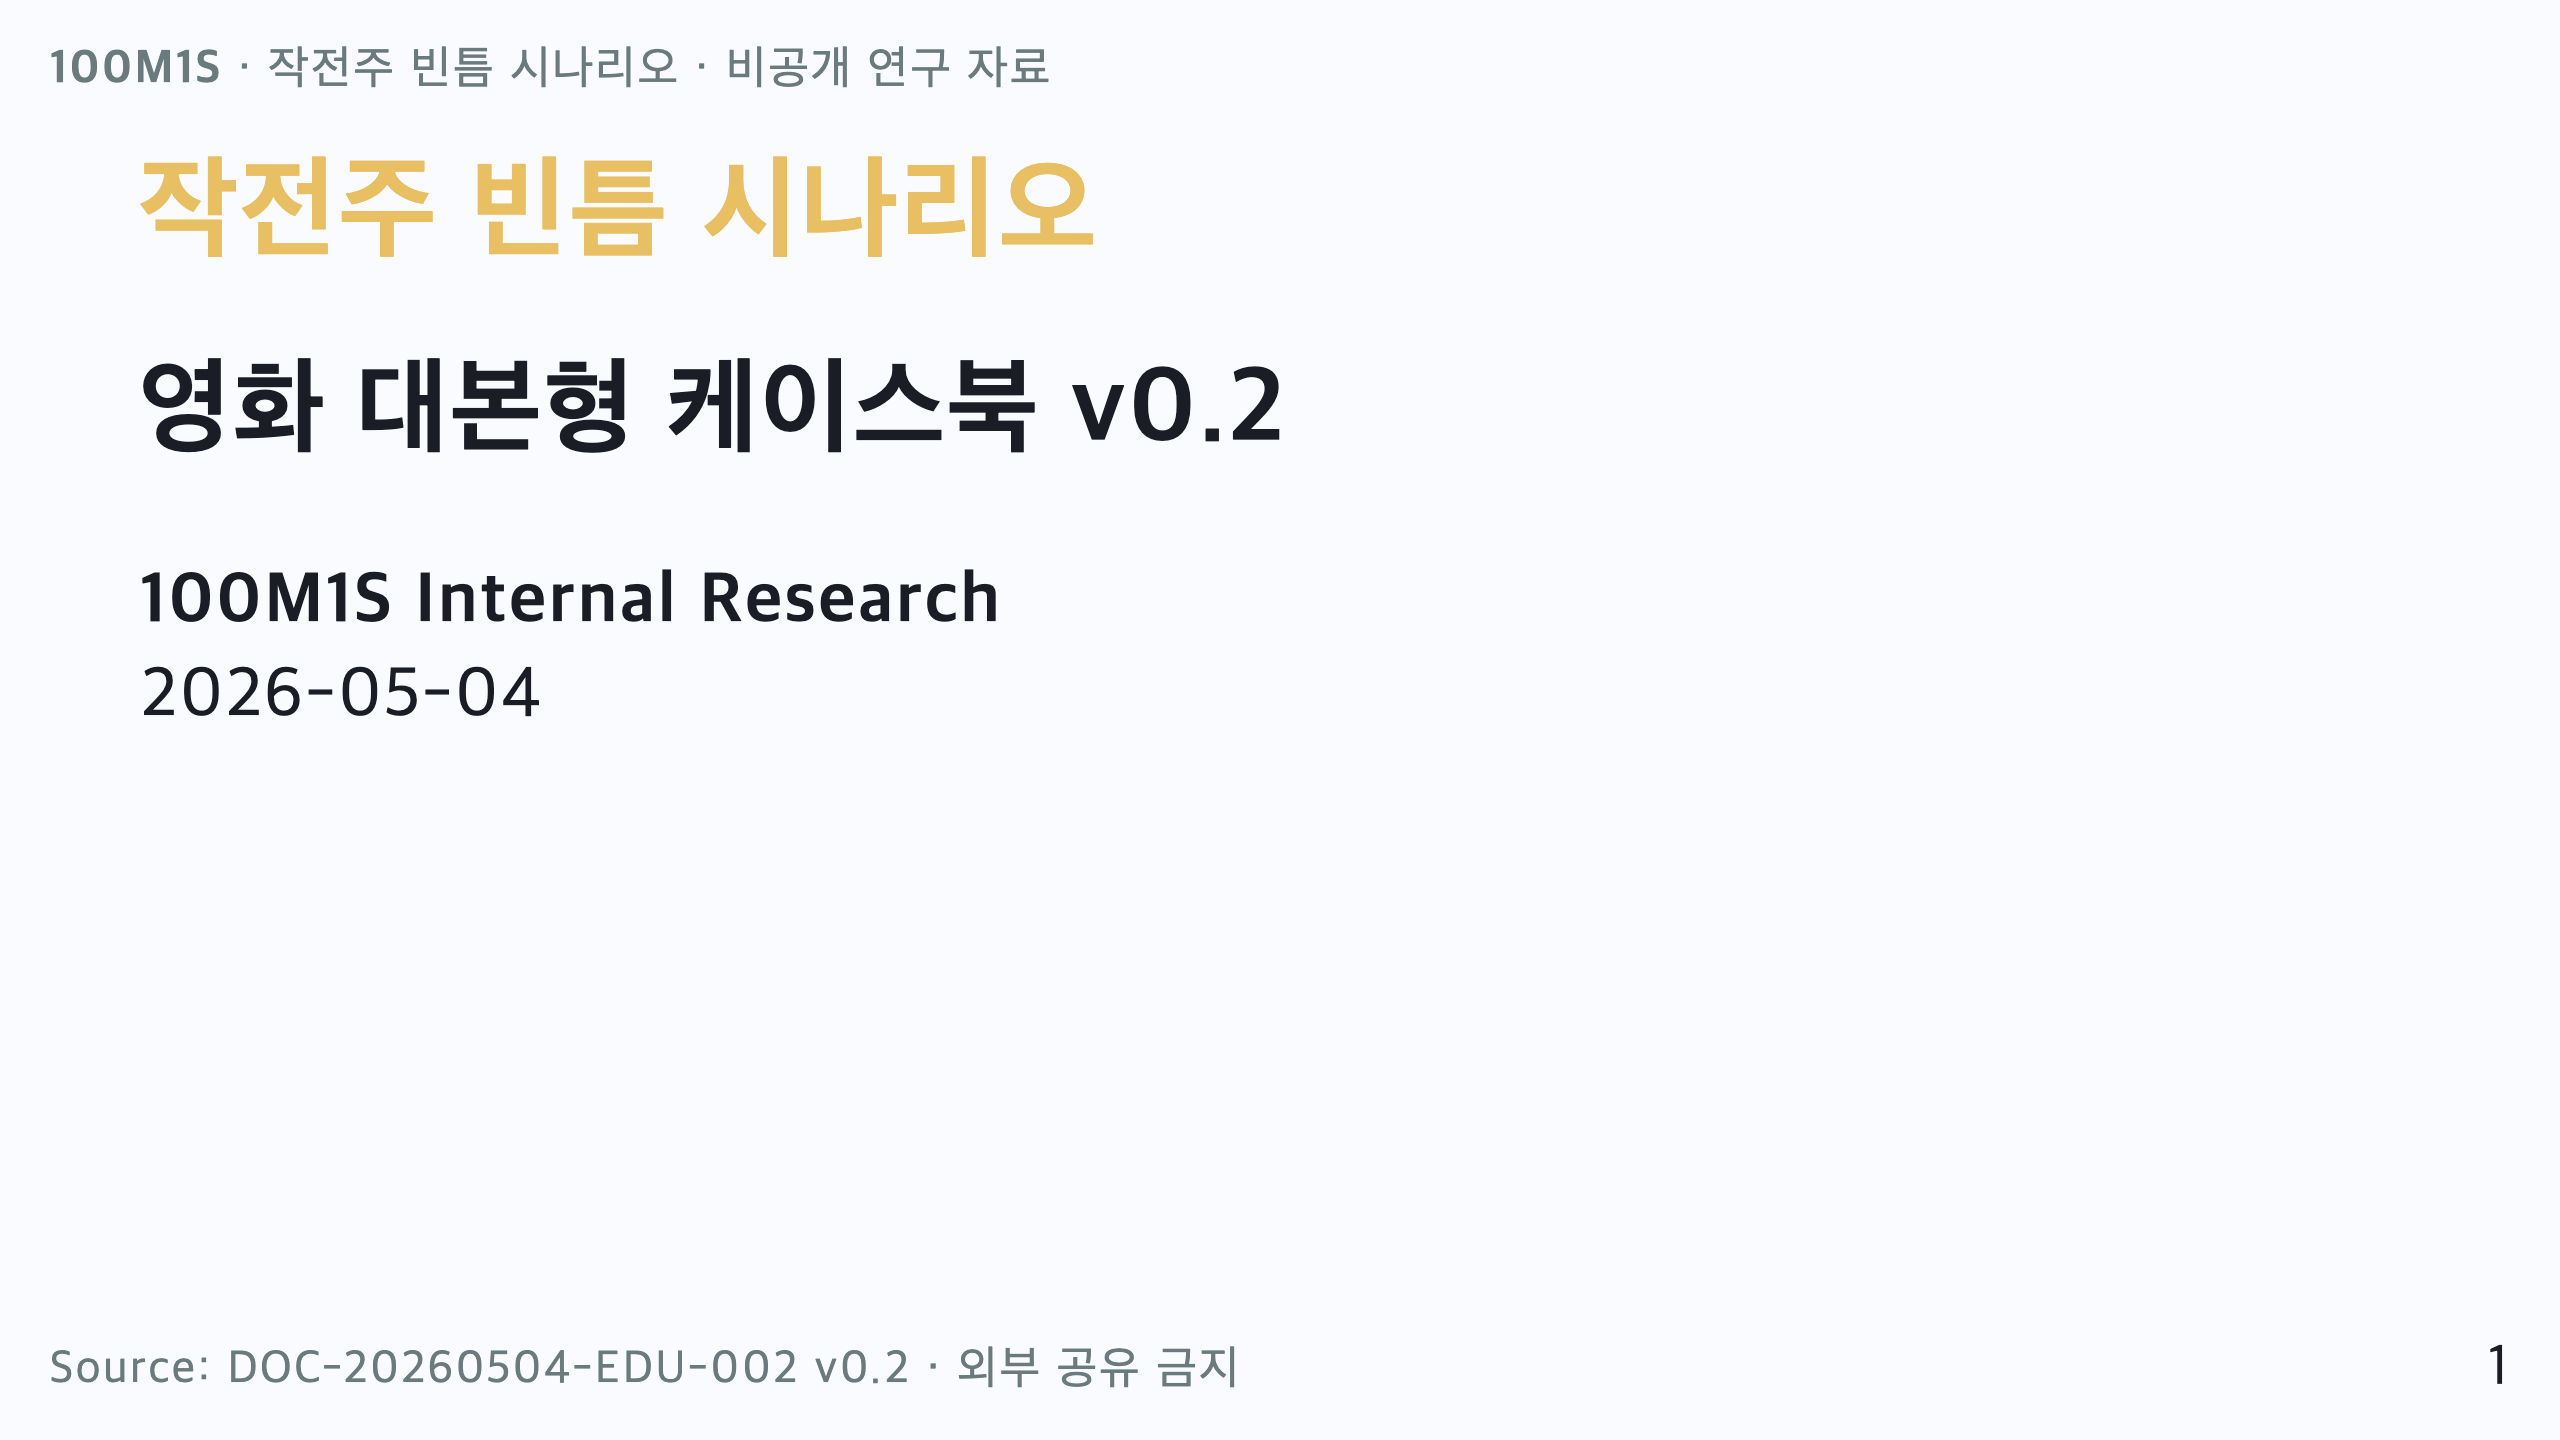 100M1S · 작전주 빈틈 시나리오 · 비공개 연구 자료
작전주 빈틈 시나리오
영화 대본형 케이스북 v0.2
100M1S Internal Research
2026-05-04
Source: DOC-20260504-EDU-002 v0.2 · 외부 공유 금지
1